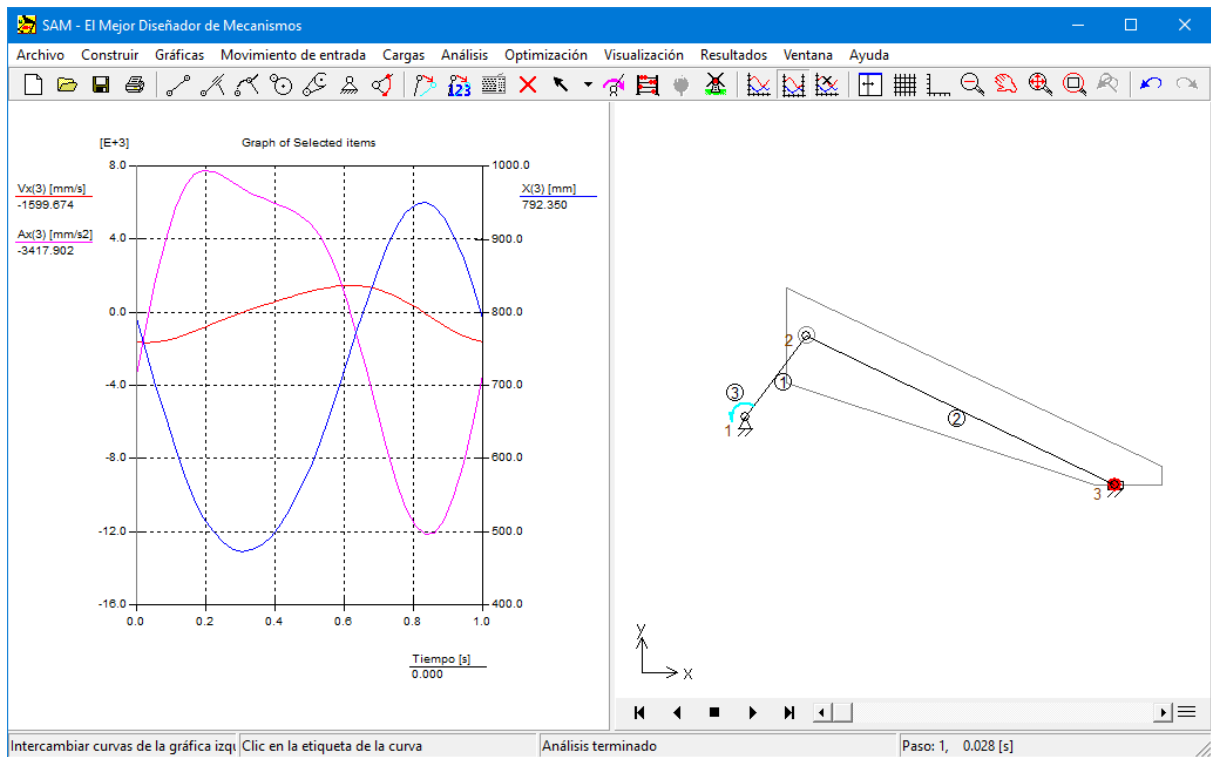 SAM - El Mejor Diseñador de Mecanismos
Archivo Construir Gráficas Movimiento de entrada Cargas Análisis Optimización Visualización Resultados Ventana Ayuda
123
[E+3] Graph of Selected items
8.0 1000.0
Vx(3) [mm/s] X(3) [mm]
-1599.674 792.350
Ax(3) [mm/s2] 4.0 900.0
-3417.902
0.0 800.0
-4.0 700.0
-8.0 600.0
-12.0 500.0
-16.0 400.0
0.0 0.2 0.4 0.6 0.8 1.0
Tiempo [s]
0.000
2
1
3
2
1
3
y
x
Intercambiar curvas de la gráfica izqu Clic en la etiqueta de la curva Análisis terminado Paso: 1, 0.028 [s]